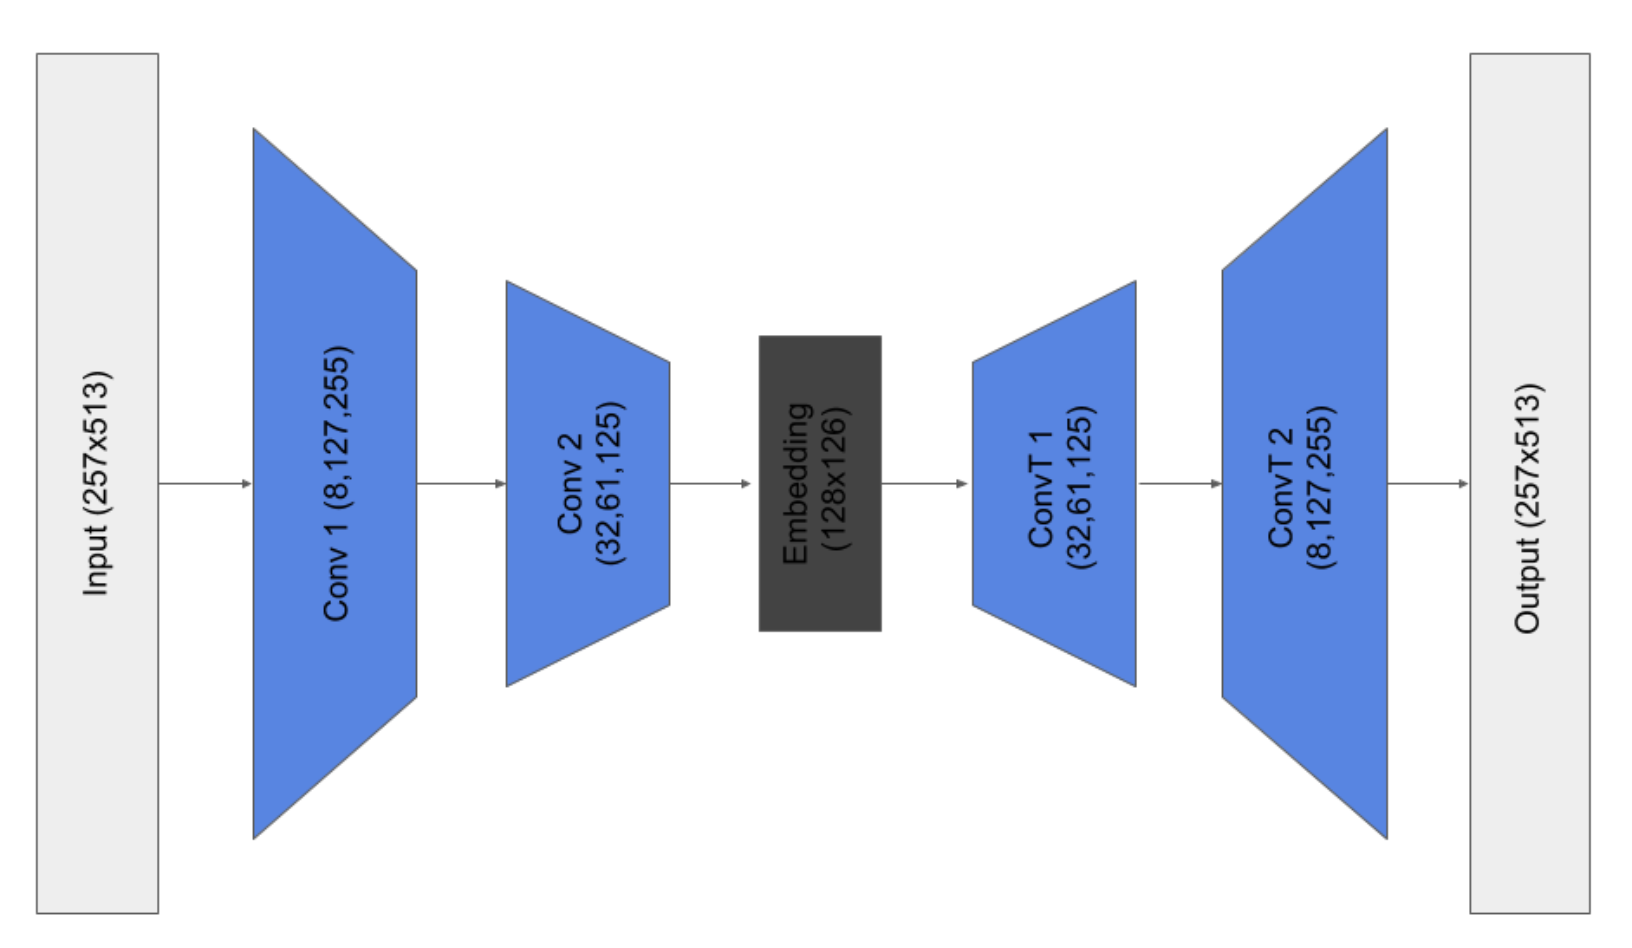 Input (257x513)
Conv 1 (8,127,255)
Conv 2
(32,61,125)
Embedding
(128x126)
ConvT 1
(32,61,125)
ConvT 2
(8,127,255)
Output (257x513)